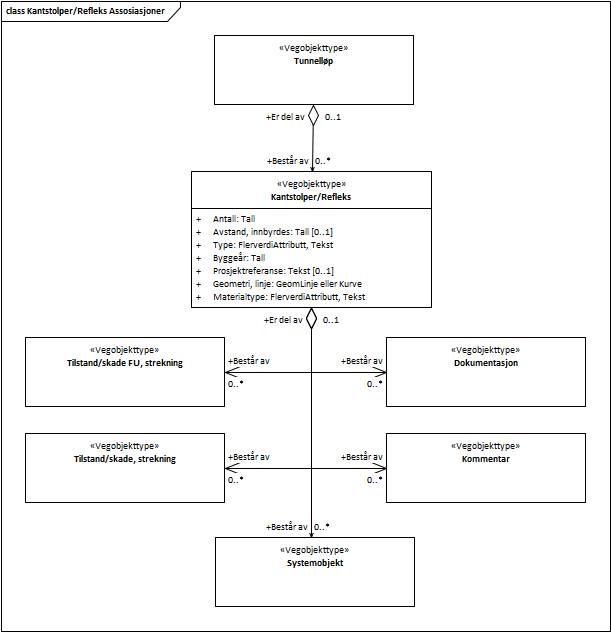 class Kantstolper/Refleks Assosiasjoner
«Vegobjekttype»
Tunnelløp
+Er del av 0..1
+Består av 0..*
«Vegobjekttype»
Kantstolper/Refleks
+ Antall: Tall
+ Avstand, innbyrdes: Tall [0..1]
+ Type: FlerverdiAttributt, Tekst
+ Byggeår: Tall
+ Prosjektreferanse: Tekst [0..1]
+ Geometri, linje: GeomLinje eller Kurve
+ Materialtype: FlerverdiAttributt, Tekst
+Er del av 0..1
«Vegobjekttype»
Tilstand/skade FU, strekning
+Består av
0..*
+Består av
0..*
«Vegobjekttype»
Dokumentasjon
«Vegobjekttype»
Tilstand/skade, strekning
+Består av
0..*
+Består av
0..*
«Vegobjekttype»
Kommentar
+Består av 0..*
«Vegobjekttype»
Systemobjekt